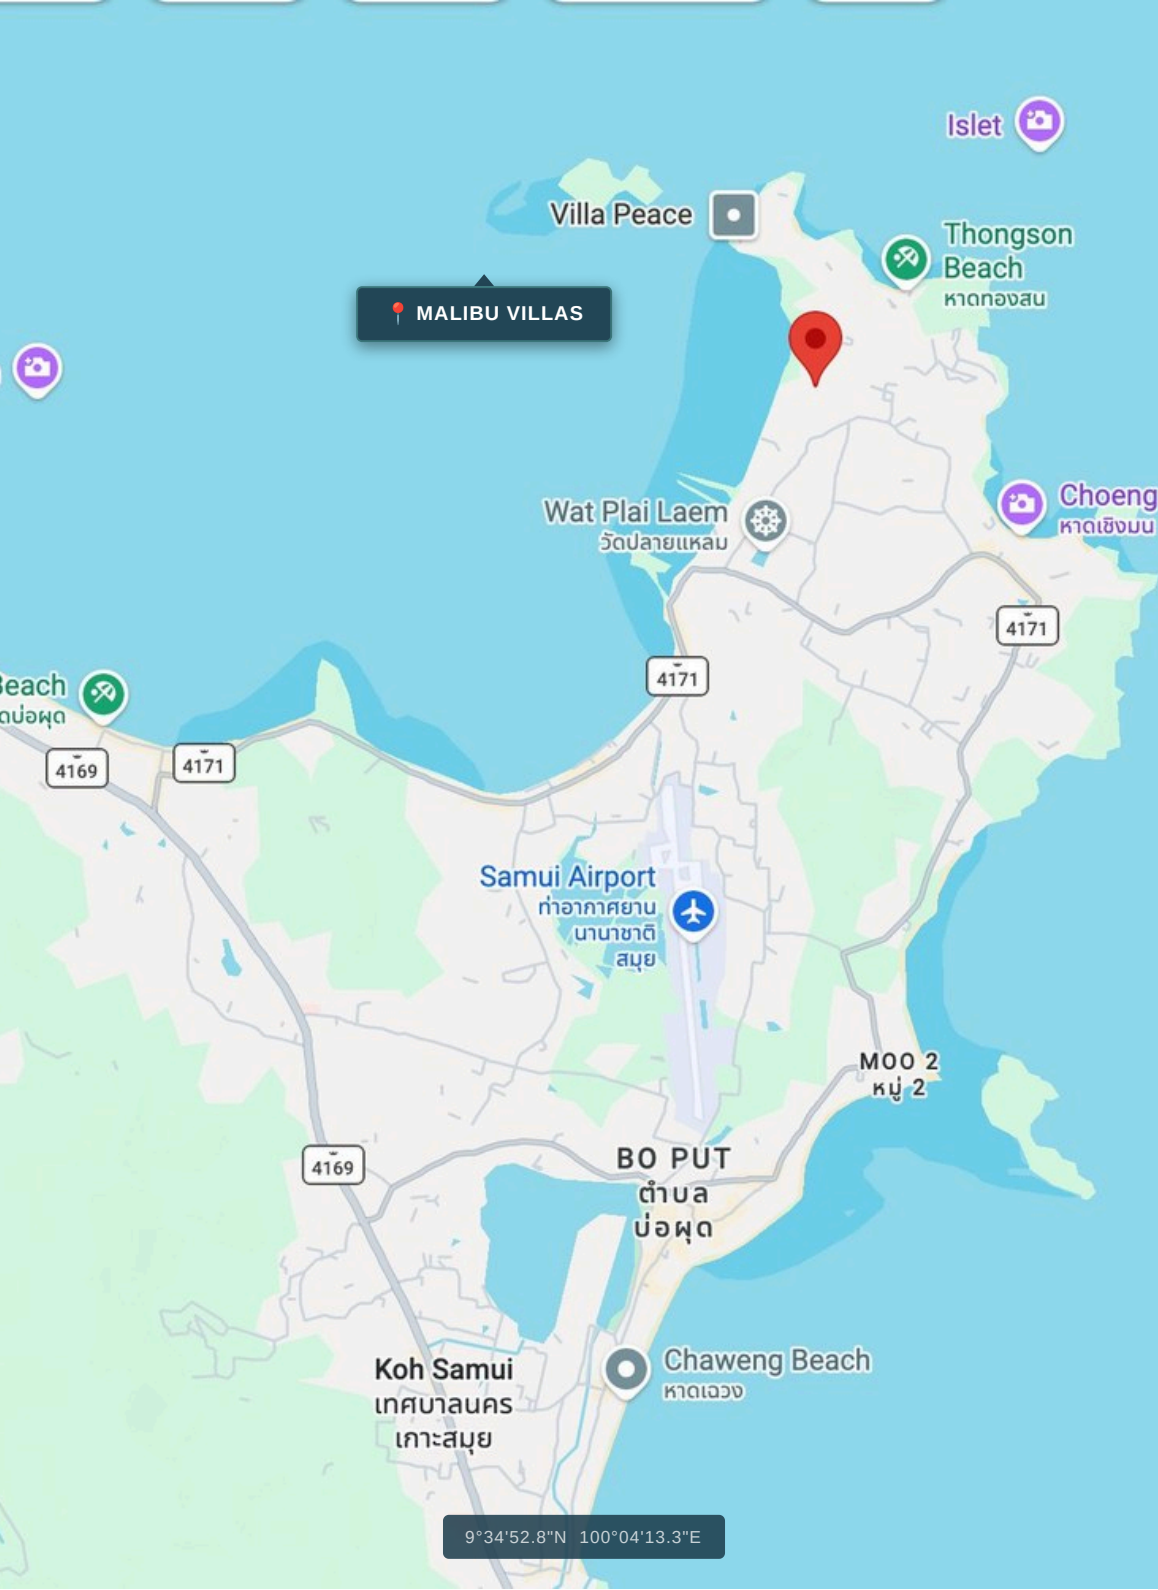 Islet
Villa Peace
Thongson
Beach
หาดทองสน
📍 MALIBU VILLAS
Choeng
หาดเชิงมน
Wat Plai Laem
วัดปลายแหลม
4171
4171
Beach
4169
4171
Samui Airport
ท่าอากาศยาน
นานาชาติ
สมุย
MOO 2
หมู่ 2
BO PUT
ตำบล
บ่อผุด
4169
Chaweng Beach
หาดเฉวง
Koh Samui
เทศบาลนคร
เกาะสมุย
9°34'52.8"N 100°04'13.3"E